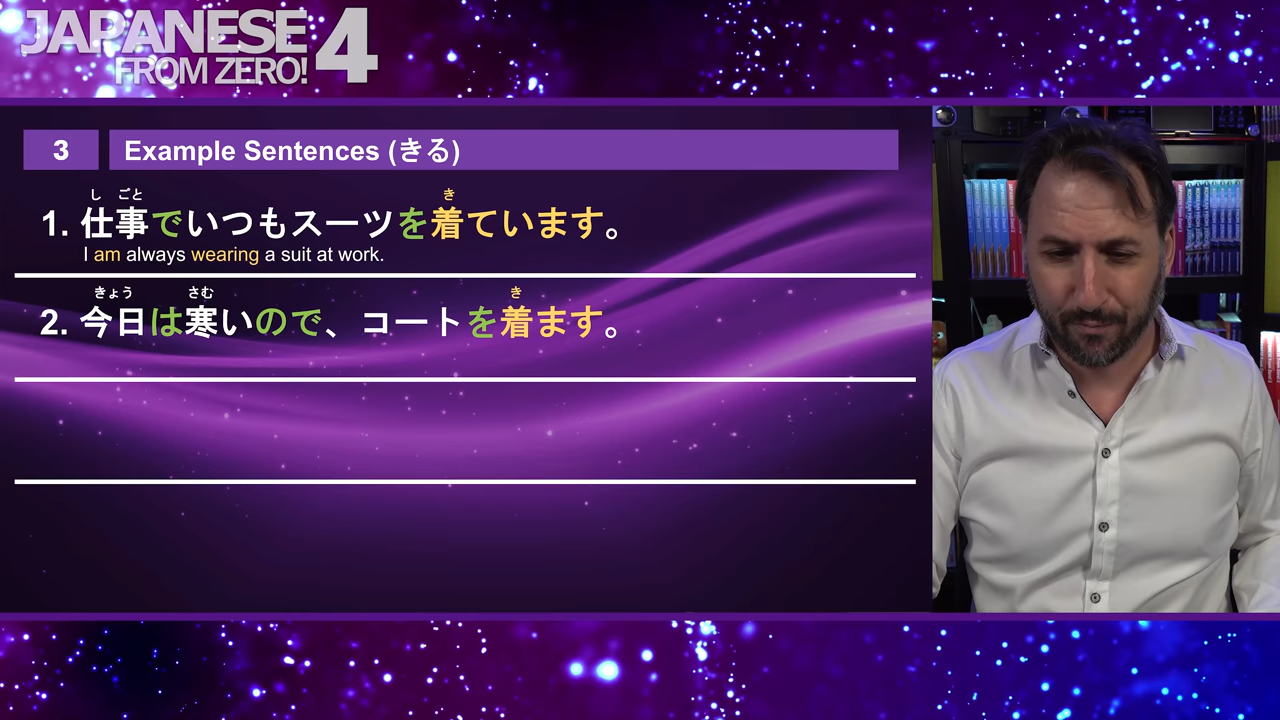 JAPANESE
FROM ZERO! 4
3 Example Sentences (きる)
し ごと き
1. 仕事でいつもスーツを着ています。
I am always wearing a suit at work.
きょう さむ き
2. 今日は寒いので、コートを着ます。